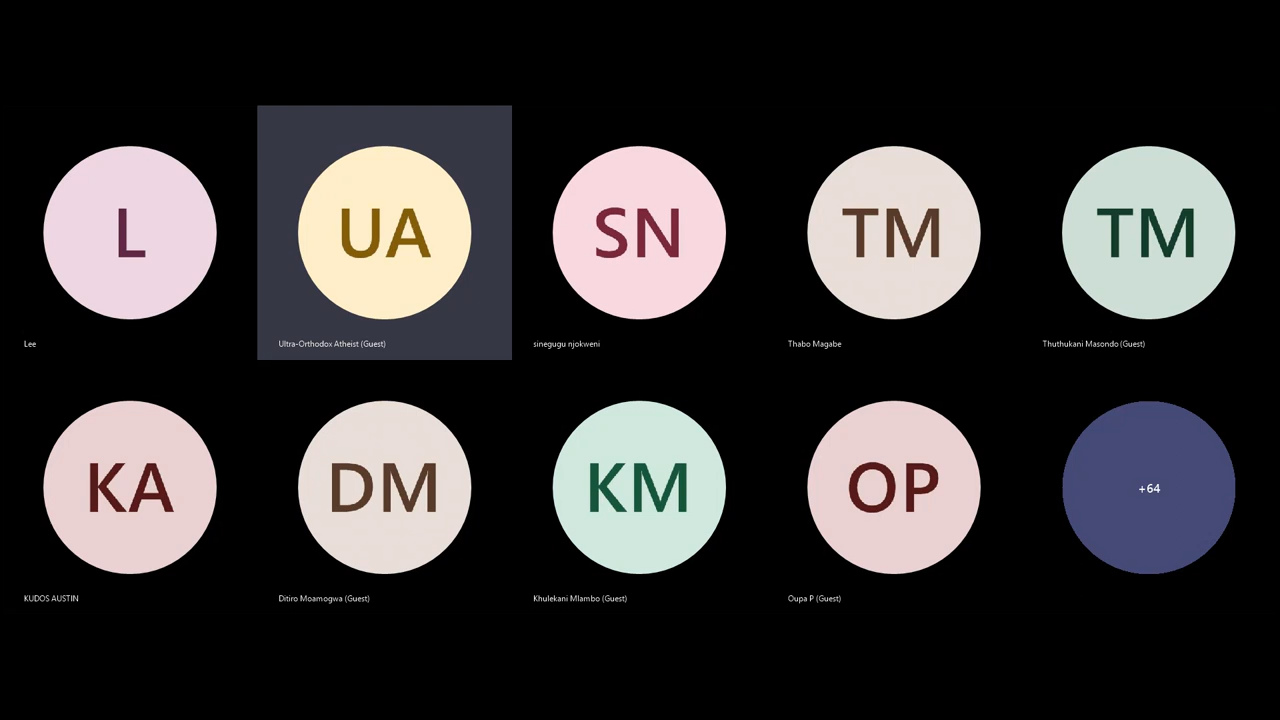 L
UA
SN
TM
TM
Lee
Ultra-Orthodox Atheist (Guest)
sinegugu njokweni
Thabo Magabe
Thuthukani Masondo (Guest)
KA
DM
KM
OP
+64
KUDOS AUSTIN
Ditiro Moamogwa (Guest)
Khulekani Mlambo (Guest)
Oupa P (Guest)